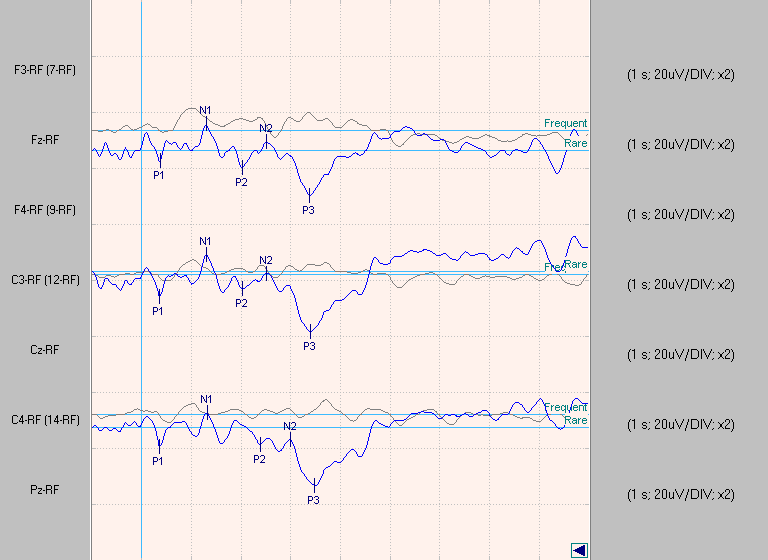 F3-RF (7-RF)
(1 s; 20uV/DIV; x2)
N1
Frequent
N2
Fz-RF
Rare
(1 s; 20uV/DIV; x2)
P1
P2
P3
F4-RF (9-RF)
(1 s; 20uV/DIV; x2)
N1
N2
Rare
C3-RF (12-RF)
(1 s; 20uV/DIV; x2)
P2
P1
P3
Cz-RF
(1 s; 20uV/DIV; x2)
N1
Frequent
C4-RF (14-RF)
N2
Rare
(1 s; 20uV/DIV; x2)
P1
P2
Pz-RF
P3
(1 s; 20uV/DIV; x2)